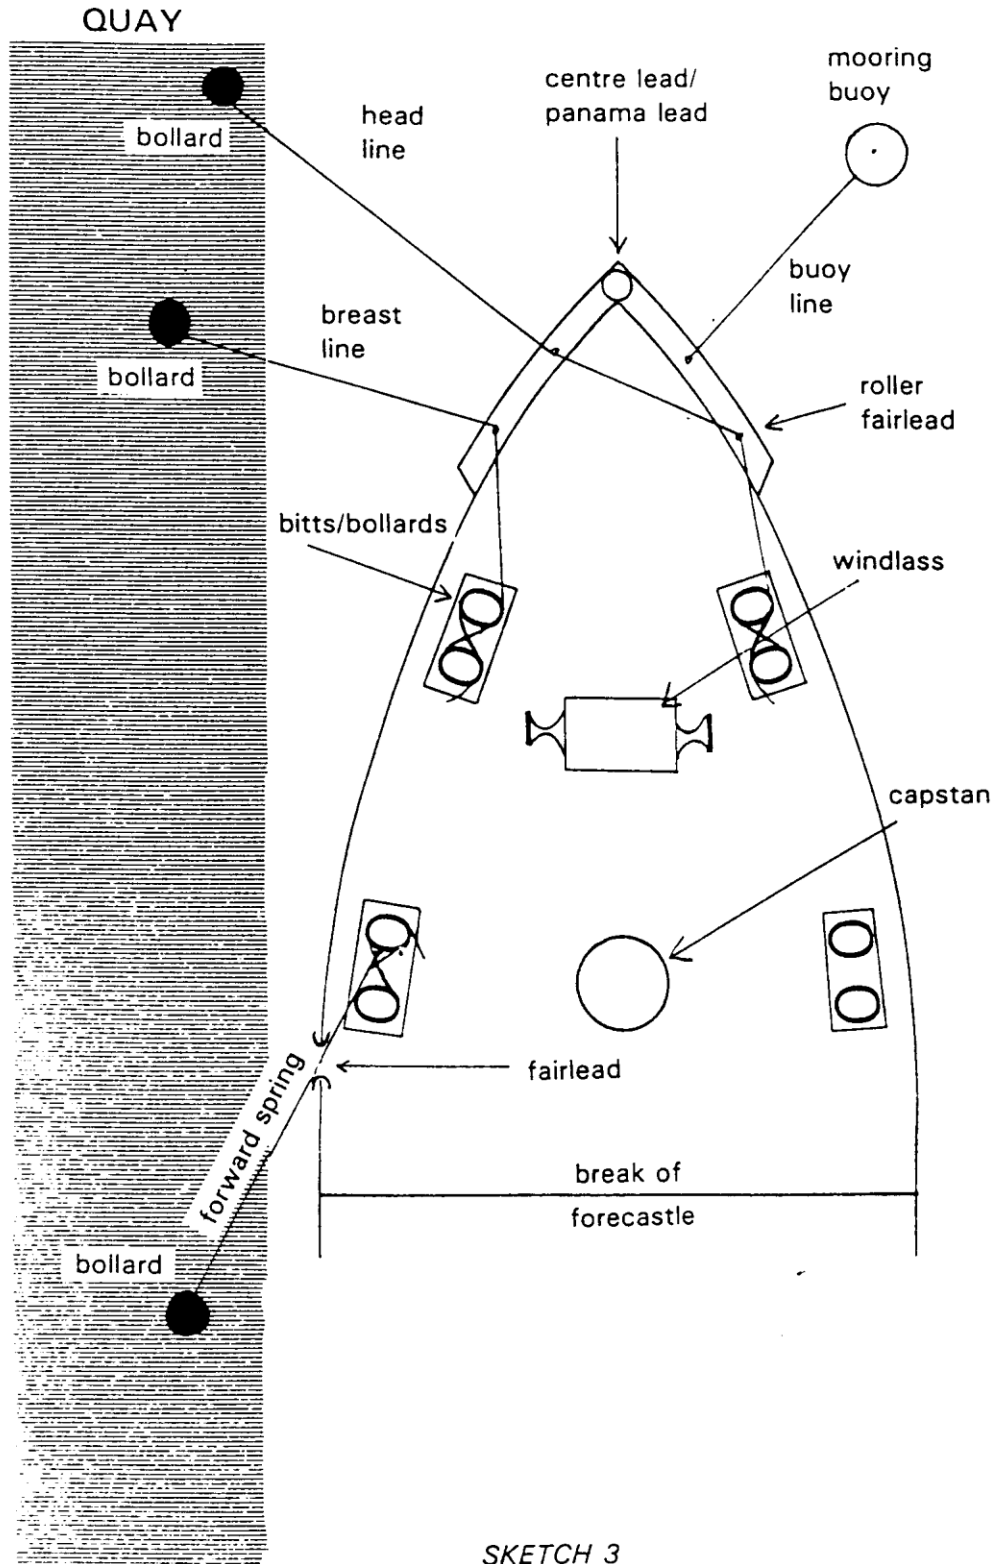 QUAY
mooring
buoy
centre lead/
panama lead
head
line
bollard
buoy
line
breast
line
bollard
roller
fairlead
bitts/bollards
windlass
capstan
fairlead
forward spring
break of
forecastle
bollard
SKETCH 3